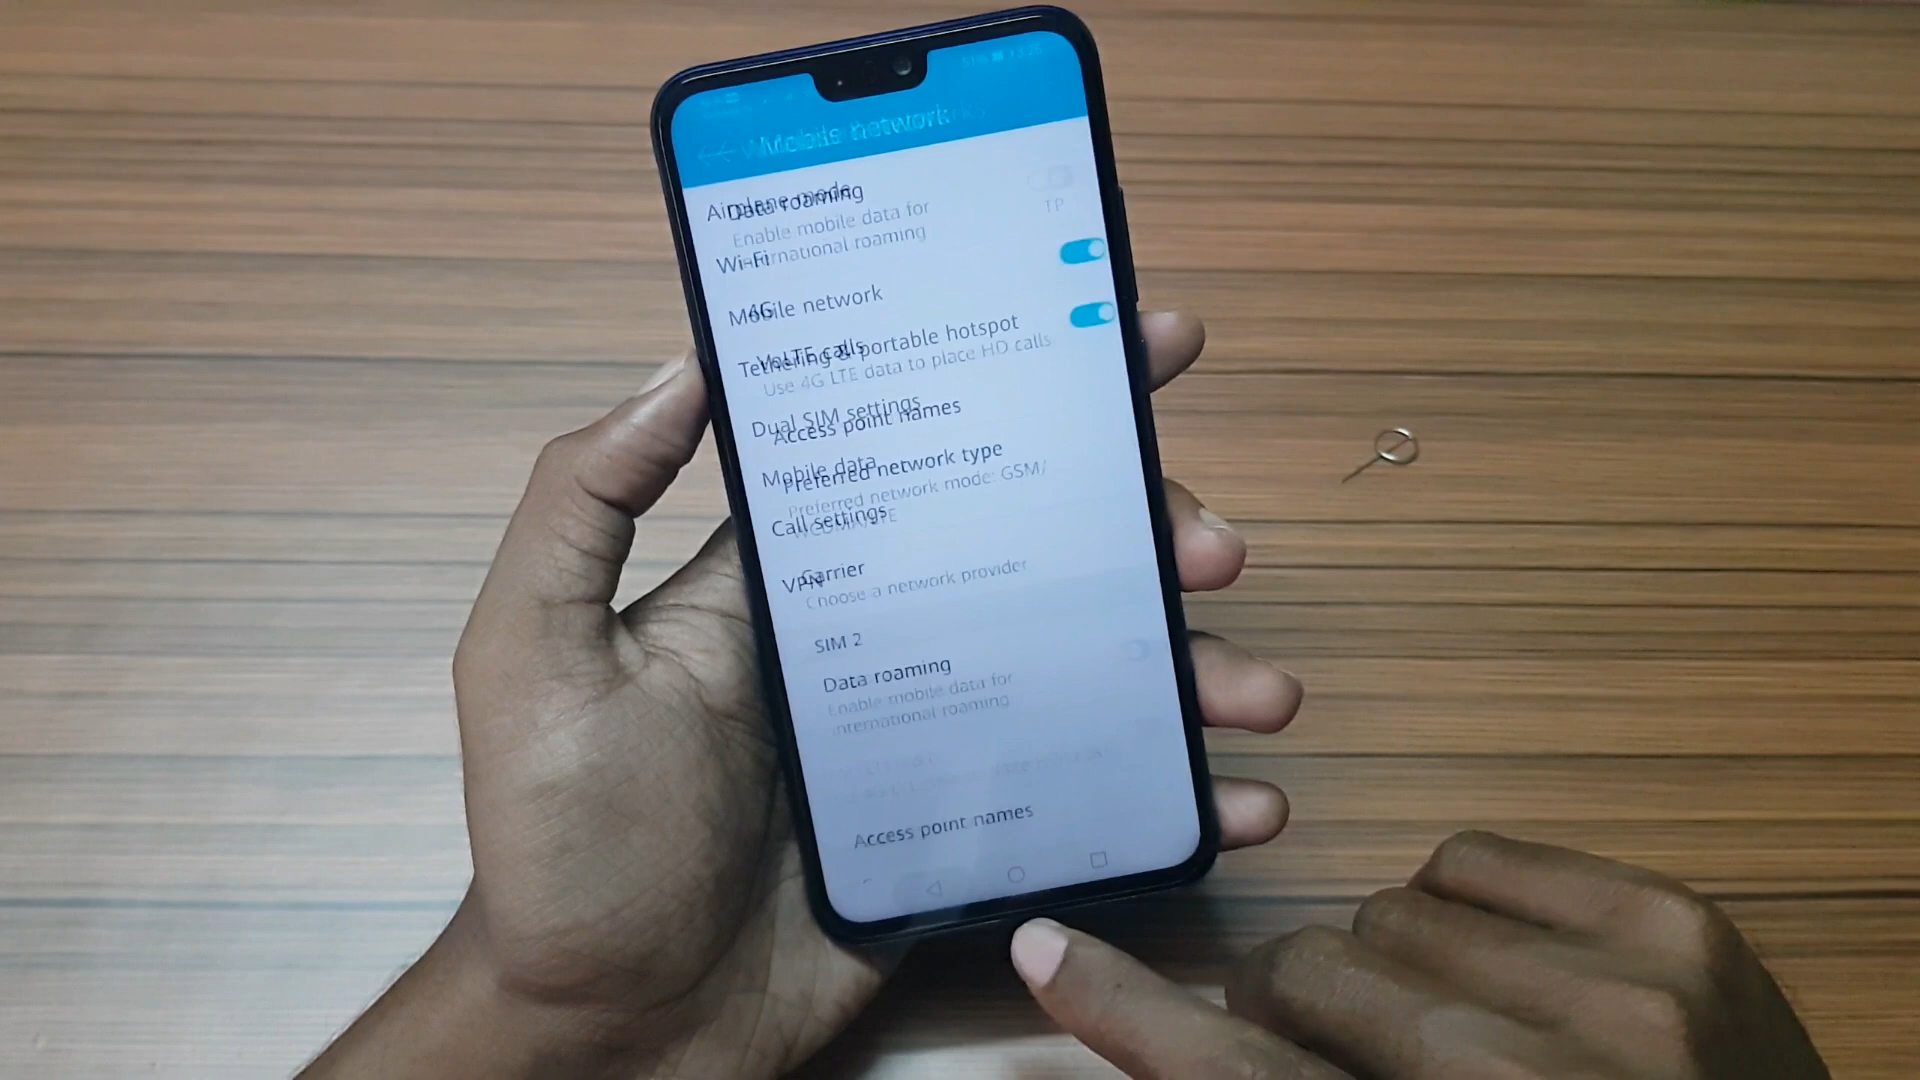 51%
Mobile network
Airplane mode
Data roaming
Enable mobile data for
international roaming
Wi-Fi
4G
Mobile network
VoLTE calls
Tethering & portable hotspot
Use 4G LTE data to place HD calls
Dual SIM settings
Access point names
Mobile data
Preferred network type
Preferred network mode: GSM/
WCDMA/LTE
Call settings
Carrier
VPN
Choose a network provider
SIM 2
Data roaming
Enable mobile data for
international roaming
Access point names